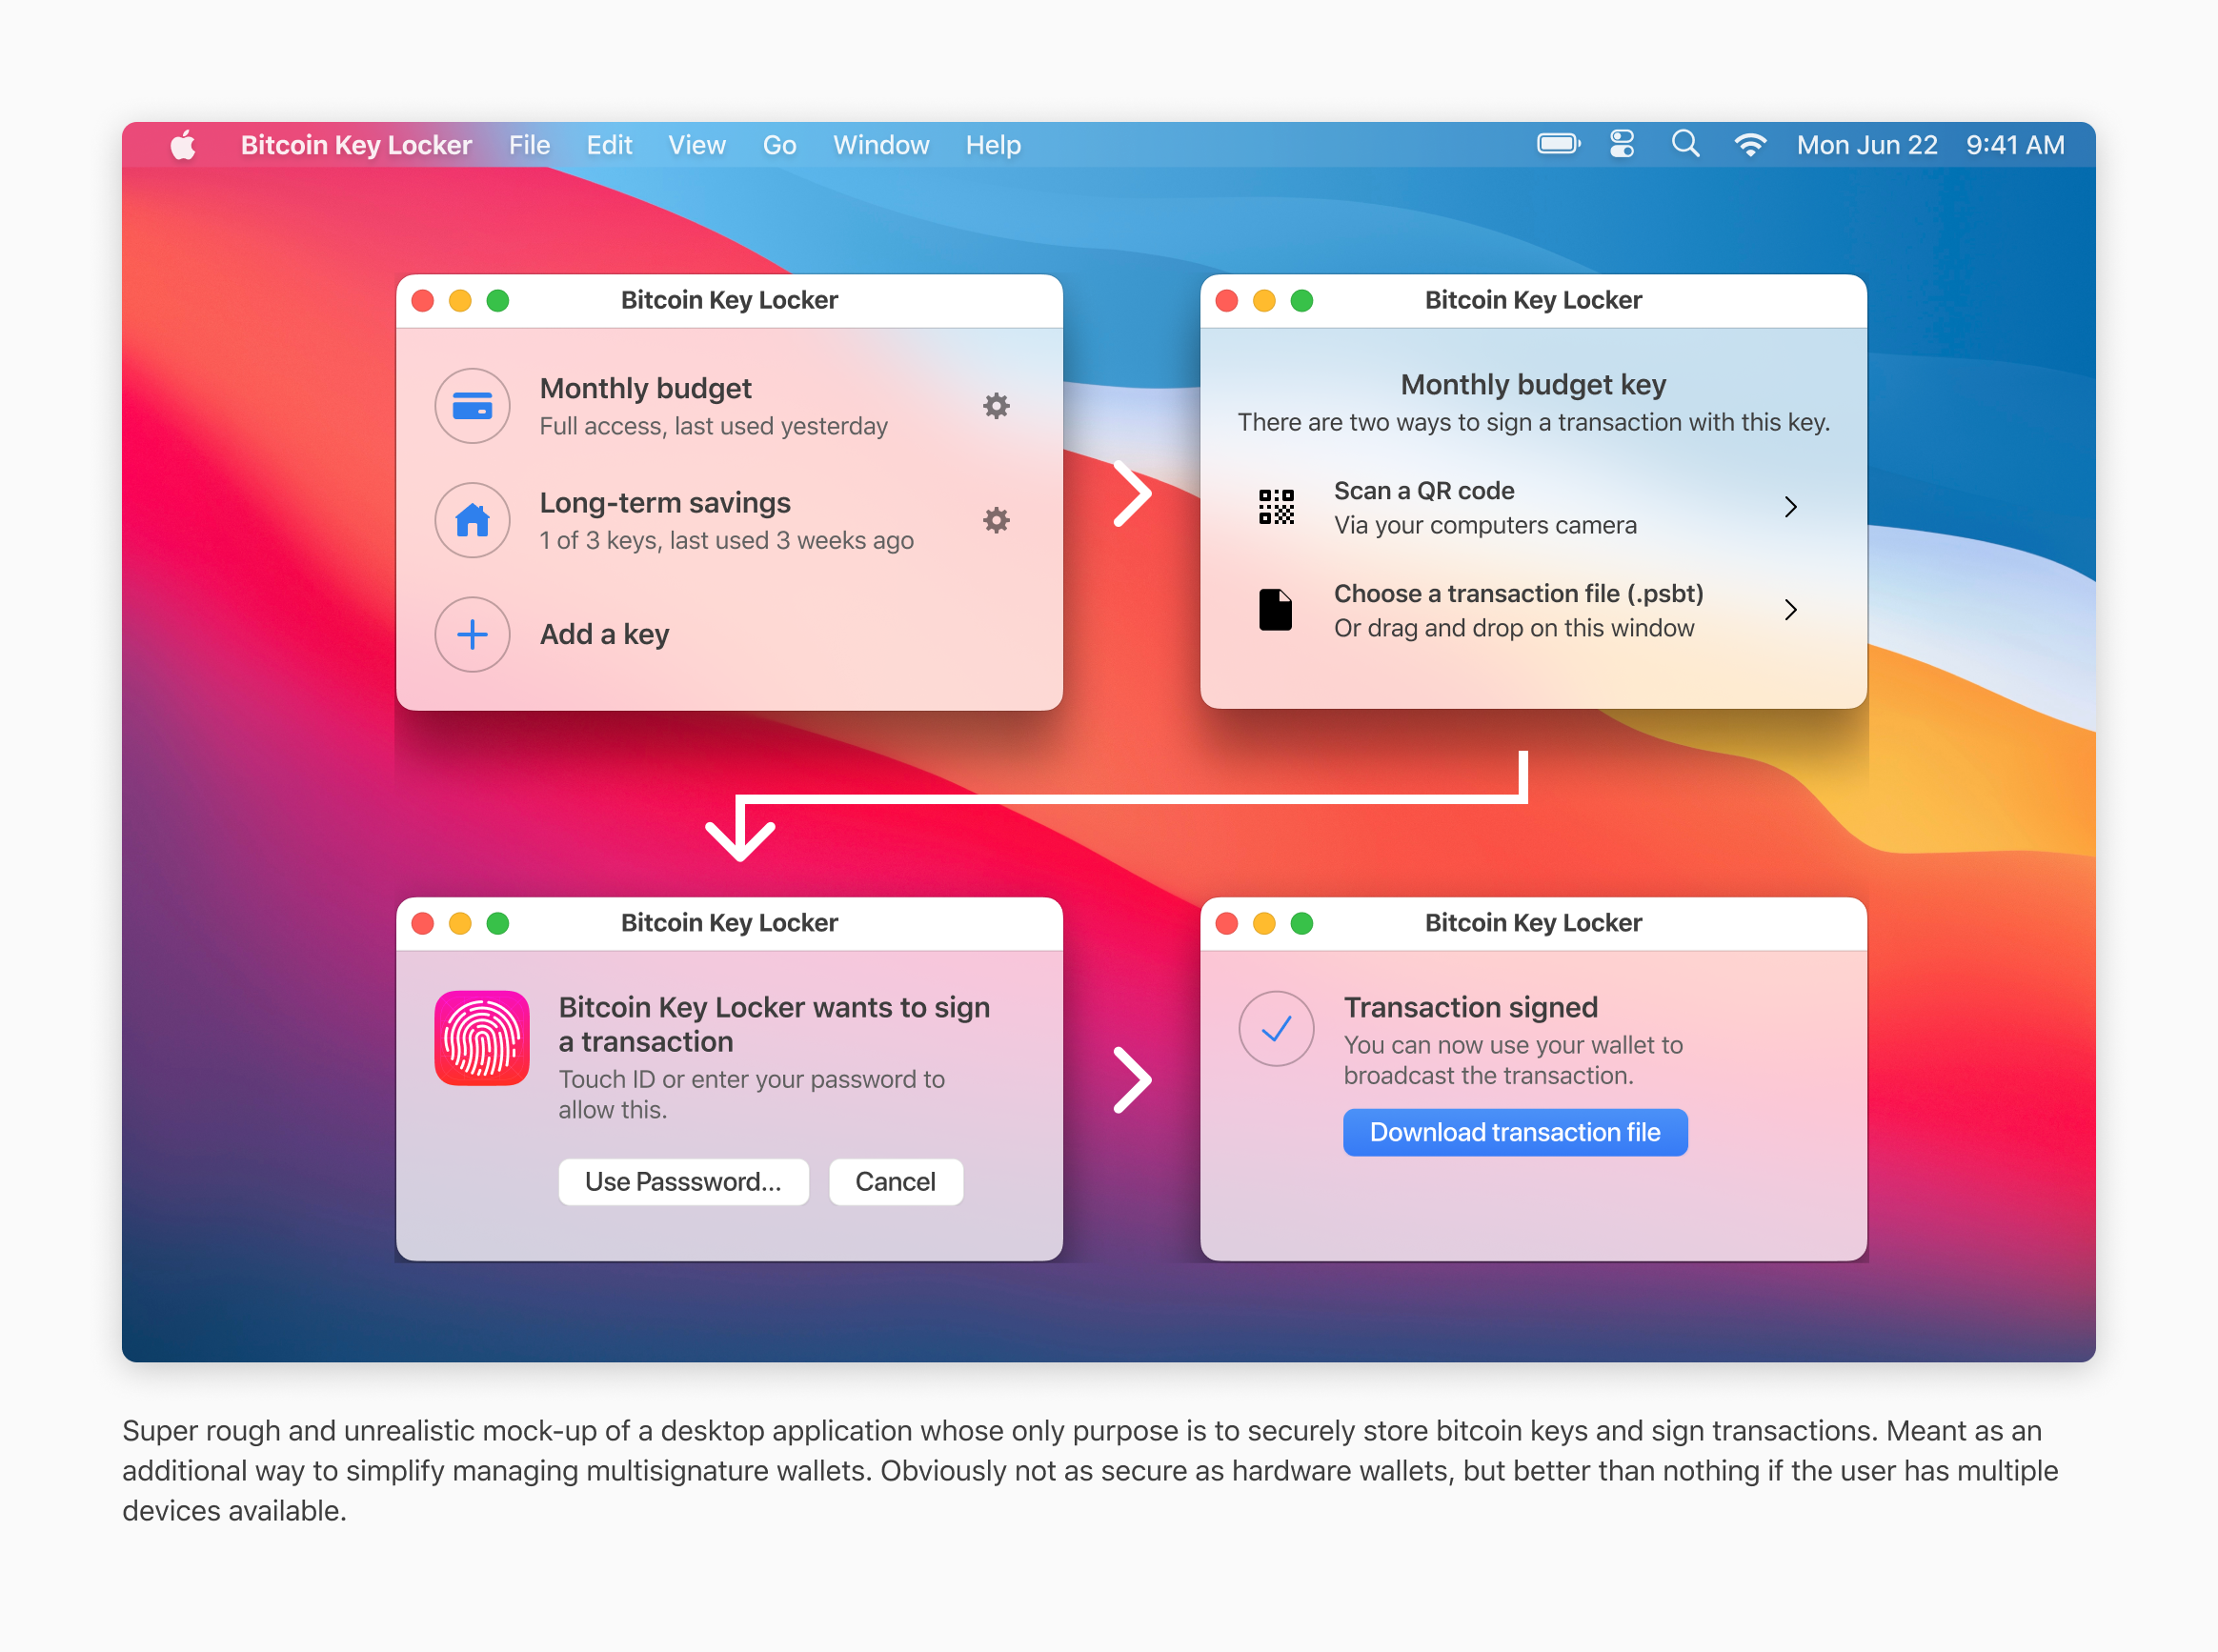 Bitcoin Key Locker File Edit View Go Window Help Mon Jun 22 9:41 AM
Bitcoin Key Locker
Monthly budget
Full access, last used yesterday
Long-term savings
1 of 3 keys, last used 3 weeks ago
Add a key
Bitcoin Key Locker
Monthly budget key
There are two ways to sign a transaction with this key.
Scan a QR code
Via your computers camera
Choose a transaction file (.psbt)
Or drag and drop on this window
Bitcoin Key Locker
Bitcoin Key Locker wants to sign
a transaction
Touch ID or enter your password to
allow this.
Use Passsword... Cancel
Bitcoin Key Locker
Transaction signed
You can now use your wallet to
broadcast the transaction.
Download transaction file
Super rough and unrealistic mock-up of a desktop application whose only purpose is to securely store bitcoin keys and sign transactions. Meant as an
additional way to simplify managing multisignature wallets. Obviously not as secure as hardware wallets, but better than nothing if the user has multiple
devices available.